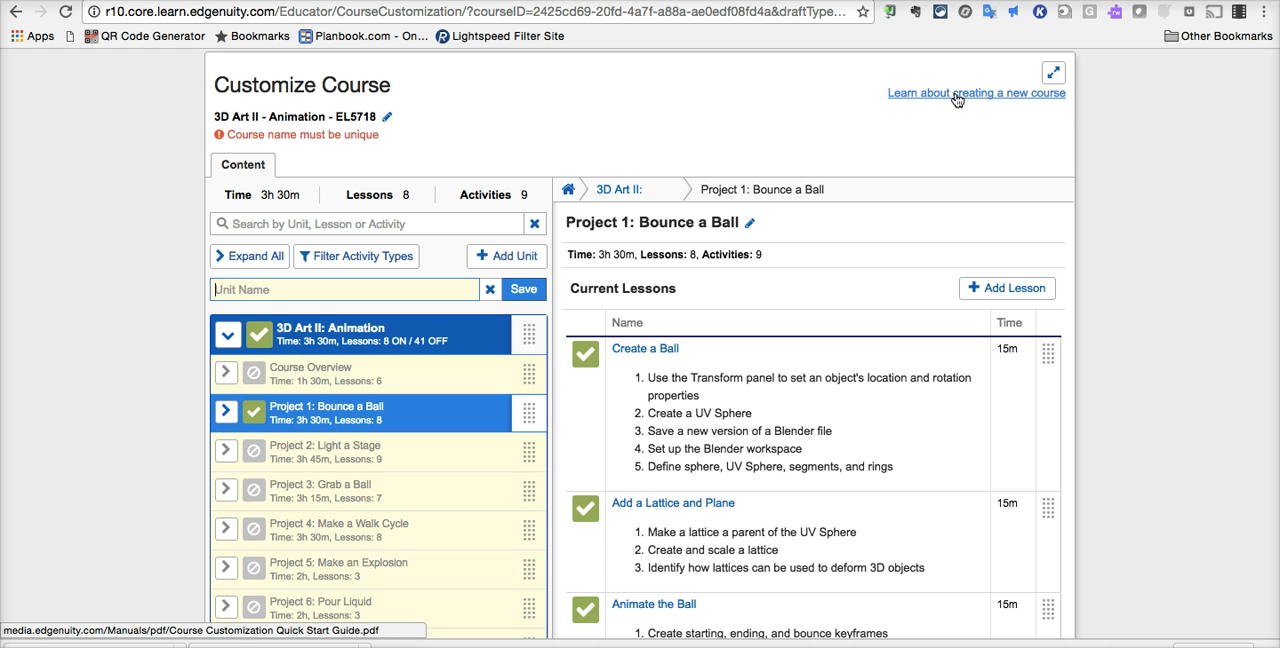 r10.core.learn.edgenuity.com/Educator/CourseCustomization/?courseID=2425cd69-20fd-4a7f-a88a-ae0edf08fd4a&draftType...
Apps QR Code Generator Bookmarks Planbook.com - On... Lightspeed Filter Site Other Bookmarks
Customize Course
Learn about creating a new course
3D Art II - Animation - EL5718
Course name must be unique
Content
Time 3h 30m Lessons 8 Activities 9
Search by Unit, Lesson or Activity
Expand All Filter Activity Types Add Unit
Unit Name Save
3D Art II: Animation
Time: 3h 30m, Lessons: 8 ON / 41 OFF
Course Overview
Time: 1h 30m, Lessons: 6
Project 1: Bounce a Ball
Time: 3h 30m, Lessons: 8
Project 2: Light a Stage
Time: 3h 45m, Lessons: 9
Project 3: Grab a Ball
Time: 3h 15m, Lessons: 7
Project 4: Make a Walk Cycle
Time: 3h 30m, Lessons: 8
Project 5: Make an Explosion
Time: 2h, Lessons: 3
Project 6: Pour Liquid
Time: 2h, Lessons: 3
3D Art II: Project 1: Bounce a Ball
Project 1: Bounce a Ball
Time: 3h 30m, Lessons: 8, Activities: 9
Current Lessons Add Lesson
Name Time
Create a Ball 15m
1. Use the Transform panel to set an object's location and rotation
properties
2. Create a UV Sphere
3. Save a new version of a Blender file
4. Set up the Blender workspace
5. Define sphere, UV Sphere, segments, and rings
Add a Lattice and Plane 15m
1. Make a lattice a parent of the UV Sphere
2. Create and scale a lattice
3. Identify how lattices can be used to deform 3D objects
Animate the Ball 15m
1. Create starting, ending, and bounce keyframes
media.edgenuity.com/Manuals/pdf/Course Customization Quick Start Guide.pdf